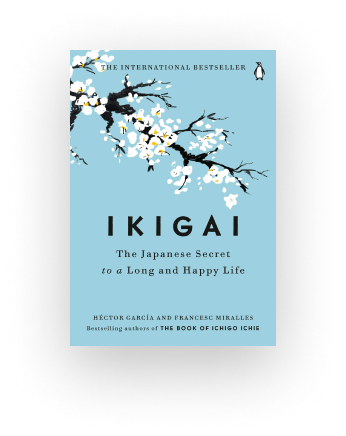 THE INTERNATIONAL BESTSELLER
IKIGAI
The Japanese Secret
to a Long and Happy Life
HÉCTOR GARCÍA AND FRANCESC MIRALLES
Bestselling authors of THE BOOK OF ICHIGO ICHIE